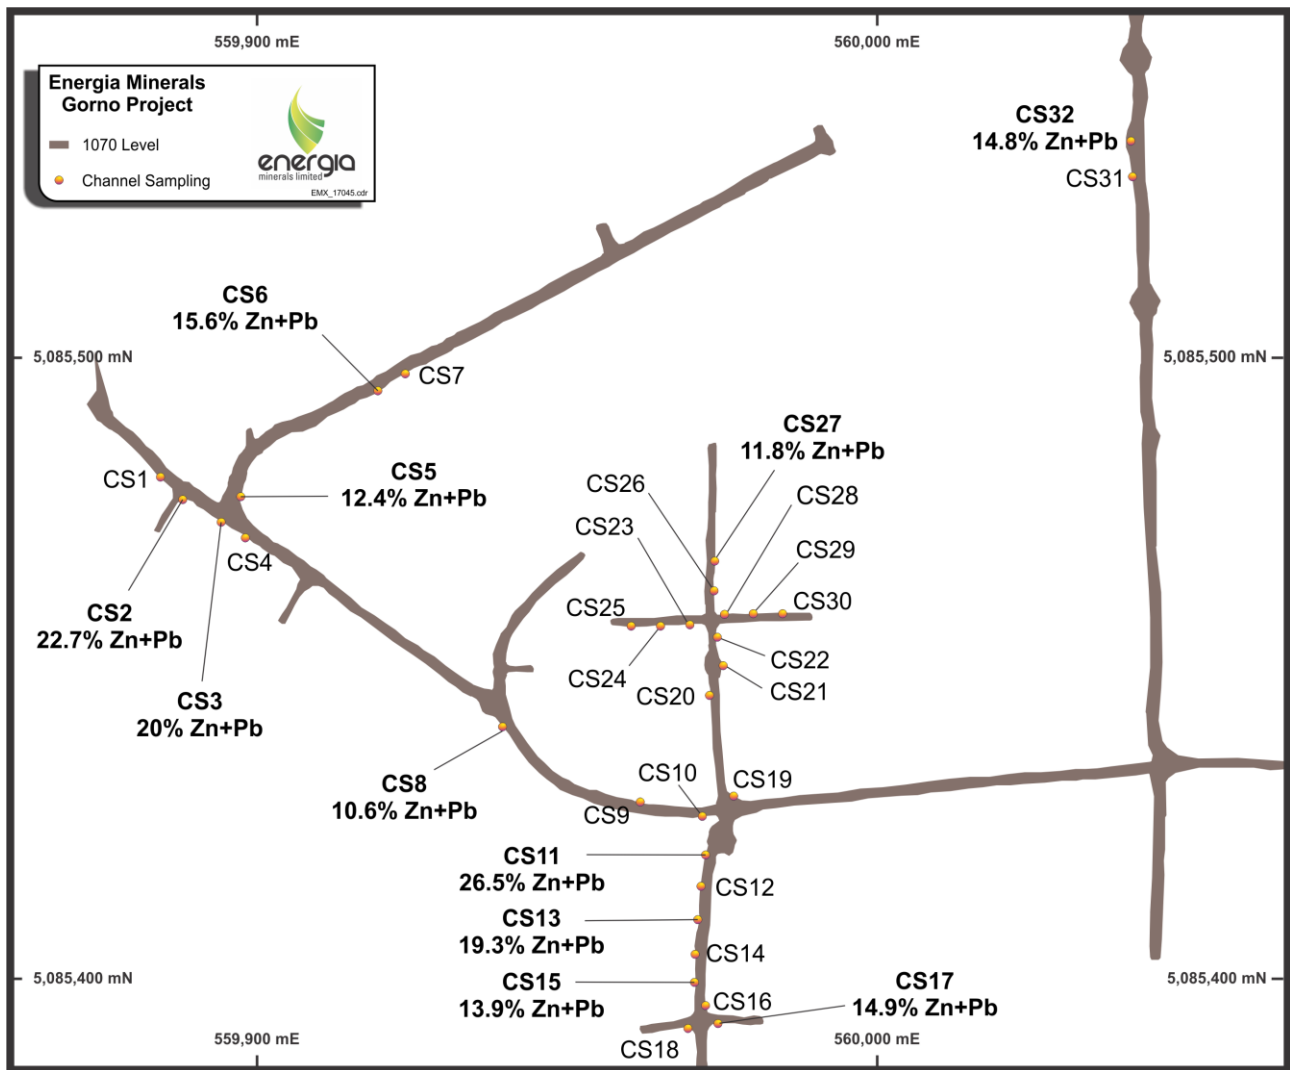 559,900 mE
560,000 mE
Energia Minerals
Gorno Project
1070 Level
Channel Sampling
energia
minerals limited
EMX_17045.cdr
CS32
14.8% Zn+Pb
CS31
CS6
15.6% Zn+Pb
5,085,500 mN
5,085,500 mN
CS7
CS27
11.8% Zn+Pb
CS1
CS5
12.4% Zn+Pb
CS26
CS28
CS23
CS29
CS4
CS2
22.7% Zn+Pb
CS25
CS30
CS22
CS24
CS21
CS20
CS3
20% Zn+Pb
CS8
10.6% Zn+Pb
CS10
CS19
CS9
CS11
26.5% Zn+Pb
CS12
CS13
19.3% Zn+Pb
CS14
5,085,400 mN
5,085,400 mN
CS15
13.9% Zn+Pb
CS16
CS17
14.9% Zn+Pb
CS18
559,900 mE
560,000 mE